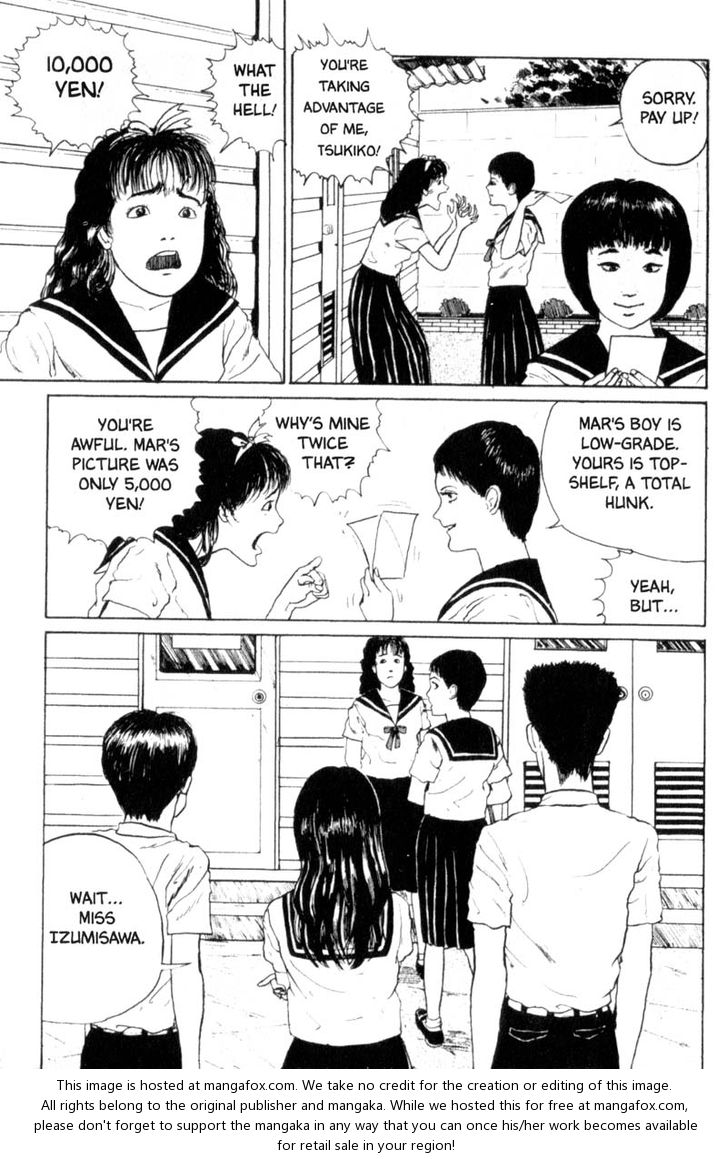 10,000
YEN!
WHAT
THE
HELL!
YOU'RE
TAKING
ADVANTAGE
OF ME,
TSUKIKO!
SORRY.
PAY UP!
YOU'RE
AWFUL. MAR'S
PICTURE WAS
ONLY 5,000
YEN!
WHY'S MINE
TWICE
THAT?
MAR'S BOY IS
LOW-GRADE.
YOURS IS TOP-
SHELF, A TOTAL
HUNK.
YEAH,
BUT...
WAIT...
MISS
IZUMISAWA.
This image is hosted at mangafox.com. We take no credit for the creation or editing of this image.
All rights belong to the original publisher and mangaka. While we hosted this for free at mangafox.com,
please don't forget to support the mangaka in any way that you can once his/her work becomes available
for retail sale in your region!